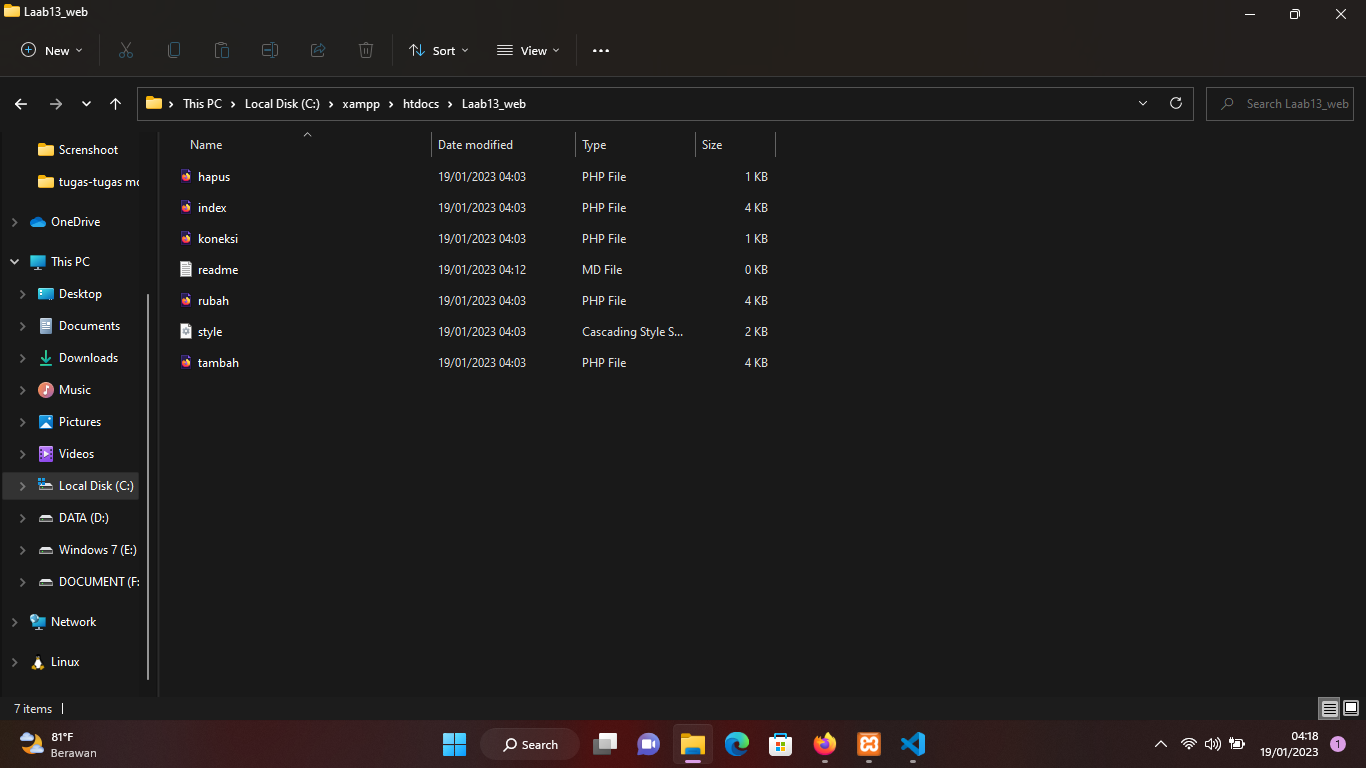 Laab13_web
New
Sort
View
This PC
Local Disk (C:)
xampp
htdocs
Laab13_web
Search Laab13_web
Name Date modified Type Size
hapus 19/01/2023 04:03 PHP File 1 KB
index 19/01/2023 04:03 PHP File 4 KB
koneksi 19/01/2023 04:03 PHP File 1 KB
readme 19/01/2023 04:12 MD File 0 KB
rubah 19/01/2023 04:03 PHP File 4 KB
style 19/01/2023 04:03 Cascading Style S... 2 KB
tambah 19/01/2023 04:03 PHP File 4 KB
Screnshoot
tugas-tugas mo
OneDrive
This PC
Desktop
Documents
Downloads
Music
Pictures
Videos
Local Disk (C:)
DATA (D:)
Windows 7 (E:)
DOCUMENT (F:
Network
Linux
7 items
81°F
Berawan
Search
04:18
19/01/2023
1